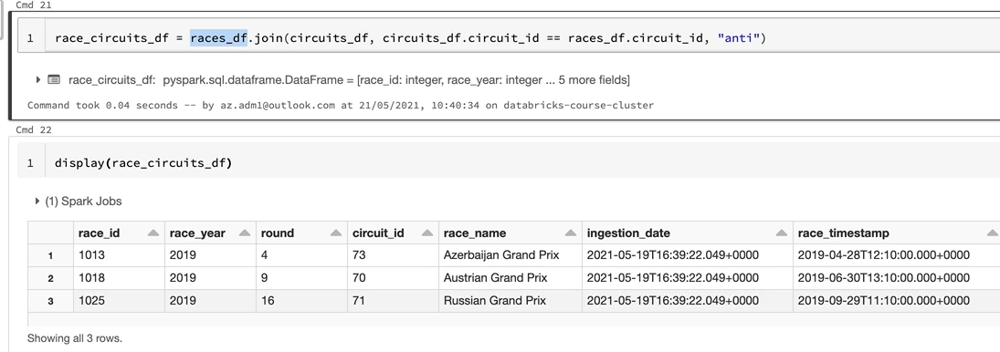 Cmd 21
1 race_circuits_df = races_df.join(circuits_df, circuits_df.circuit_id == races_df.circuit_id, "anti")
race_circuits_df: pyspark.sql.dataframe.DataFrame = [race_id: integer, race_year: integer ... 5 more fields]
Command took 0.04 seconds -- by az.adm1@outlook.com at 21/05/2021, 10:40:34 on databricks-course-cluster
Cmd 22
1 display(race_circuits_df)
(1) Spark Jobs
race_id race_year round circuit_id race_name ingestion_date race_timestamp
1 1013 2019 4 73 Azerbaijan Grand Prix 2021-05-19T16:39:22.049+0000 2019-04-28T12:10:00.000+0000
2 1018 2019 9 70 Austrian Grand Prix 2021-05-19T16:39:22.049+0000 2019-06-30T13:10:00.000+0000
3 1025 2019 16 71 Russian Grand Prix 2021-05-19T16:39:22.049+0000 2019-09-29T11:10:00.000+0000
Showing all 3 rows.